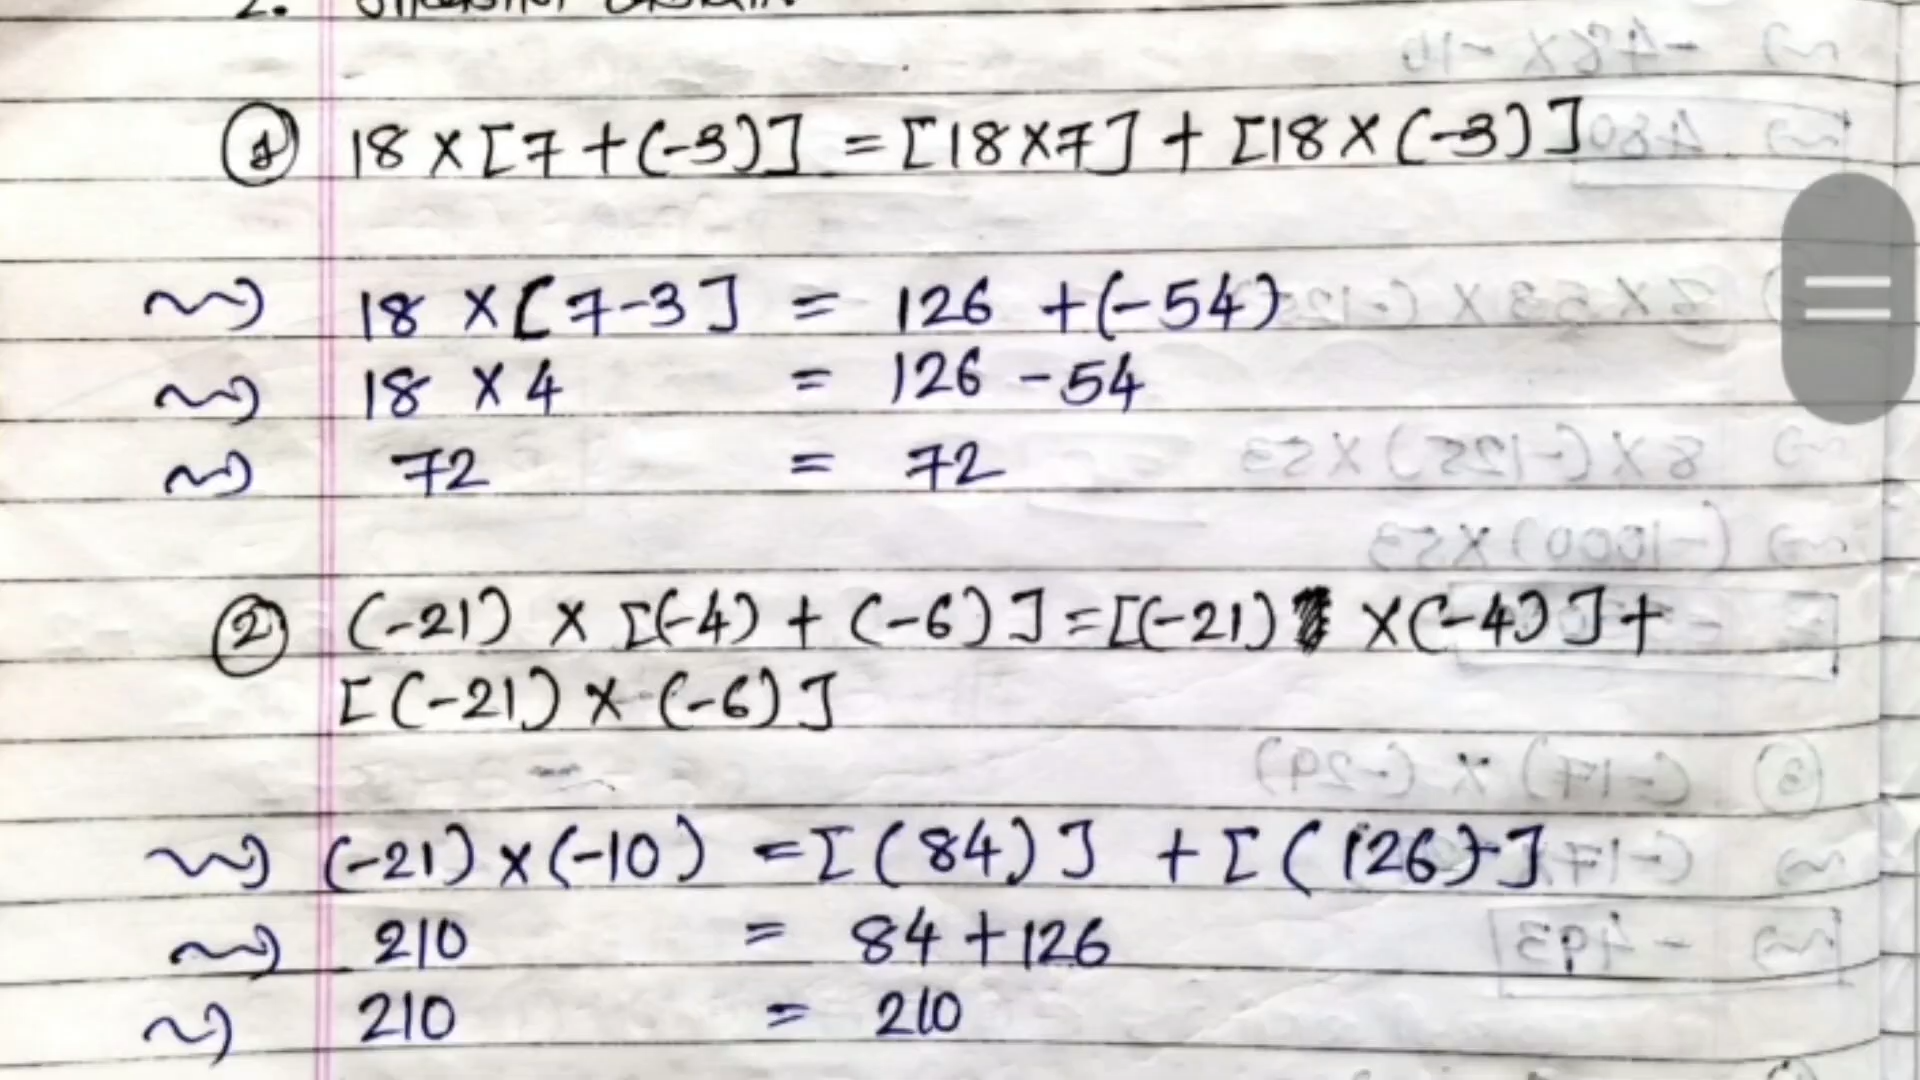 2.
① 18 × [7 + (-3)] = [18 × 7] + [18 × (-3)]
~~) 18 × [7-3] = 126 + (-54)
~~) 18 × 4 = 126 - 54
~~) 72 = 72
② (-21) × [(-4) + (-6)] = [(-21) × (-4)] +
[(-21) × (-6)]
~~) (-21) × (-10) = [(84)] + [(126)]
~~) 210 = 84 + 126
~) 210 = 210